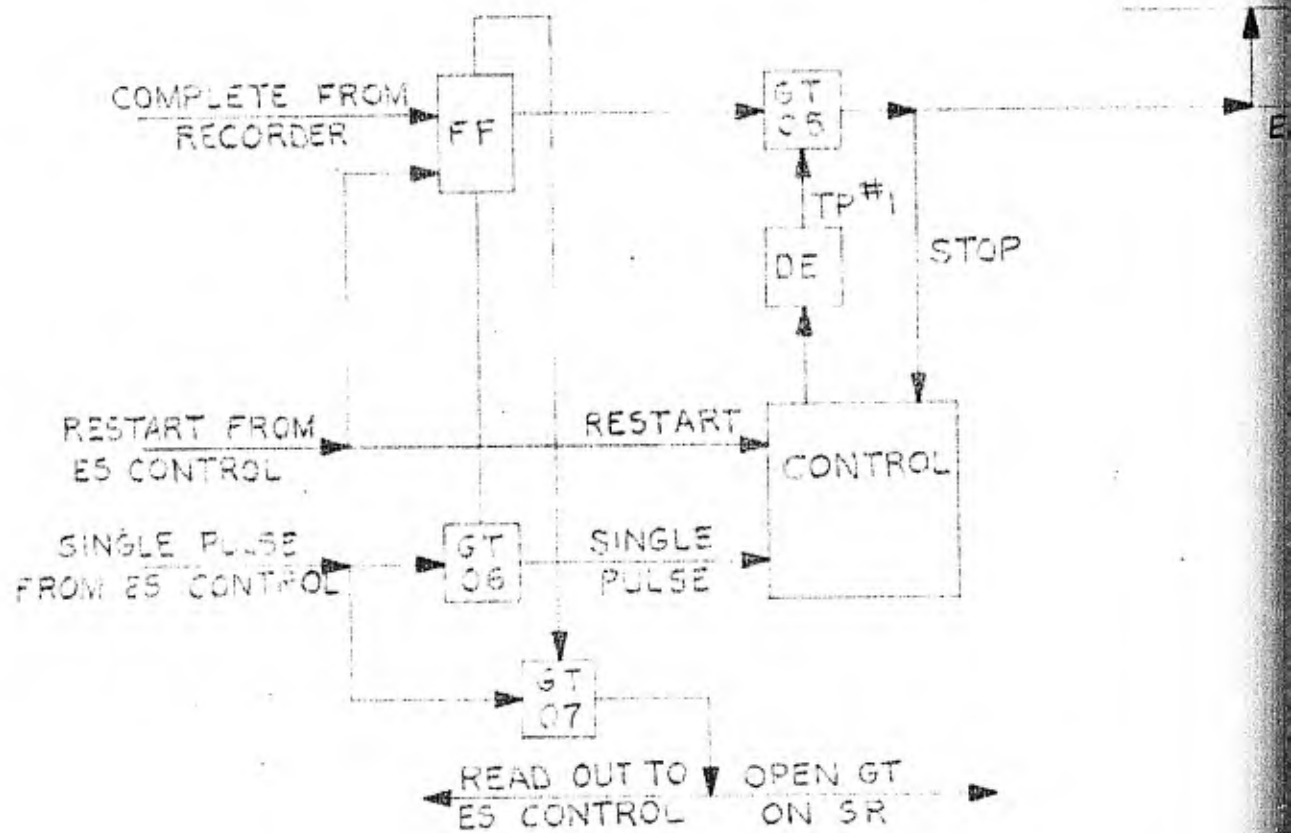 COMPLETE FROM
RECORDER
FF
GT
05
TP#1
DE
STOP
RESTART FROM
ES CONTROL
RESTART
CONTROL
SINGLE PULSE
FROM ES CONTROL
GT
06
SINGLE
PULSE
GT
07
READ OUT TO
ES CONTROL
OPEN GT
ON SR